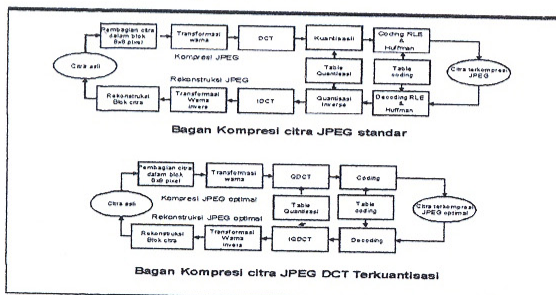 Pembagian citra
dalam blok
8x8 pixel
Transformasi
warna
DCT
Kuantisasi
Coding RLE
&
Huffman
Kompresi JPEG
Citra asli
Table
Quantisasi
Table
coding
Citra terkompresi
JPEG
Rekonstruksi JPEG
Rekonstruksi
Blok citra
Transformasi
Warna
invers
IDCT
Quantisasi
Inverse
Decoding RLE
&
Huffman
Bagan Kompresi citra JPEG standar
Pembagian citra
dalam blok
8x8 pixel
Transformasi
warna
QDCT
Coding
Kompresi JPEG optimal
Citra asli
Table
Quantisasi
Table
coding
Citra terkompresi
JPEG optimal
Rekonstruksi JPEG optimal
Rekonstruksi
Blok citra
Transformasi
Warna
invers
IQDCT
Decoding
Bagan Kompresi citra JPEG DCT Terkuantisasi